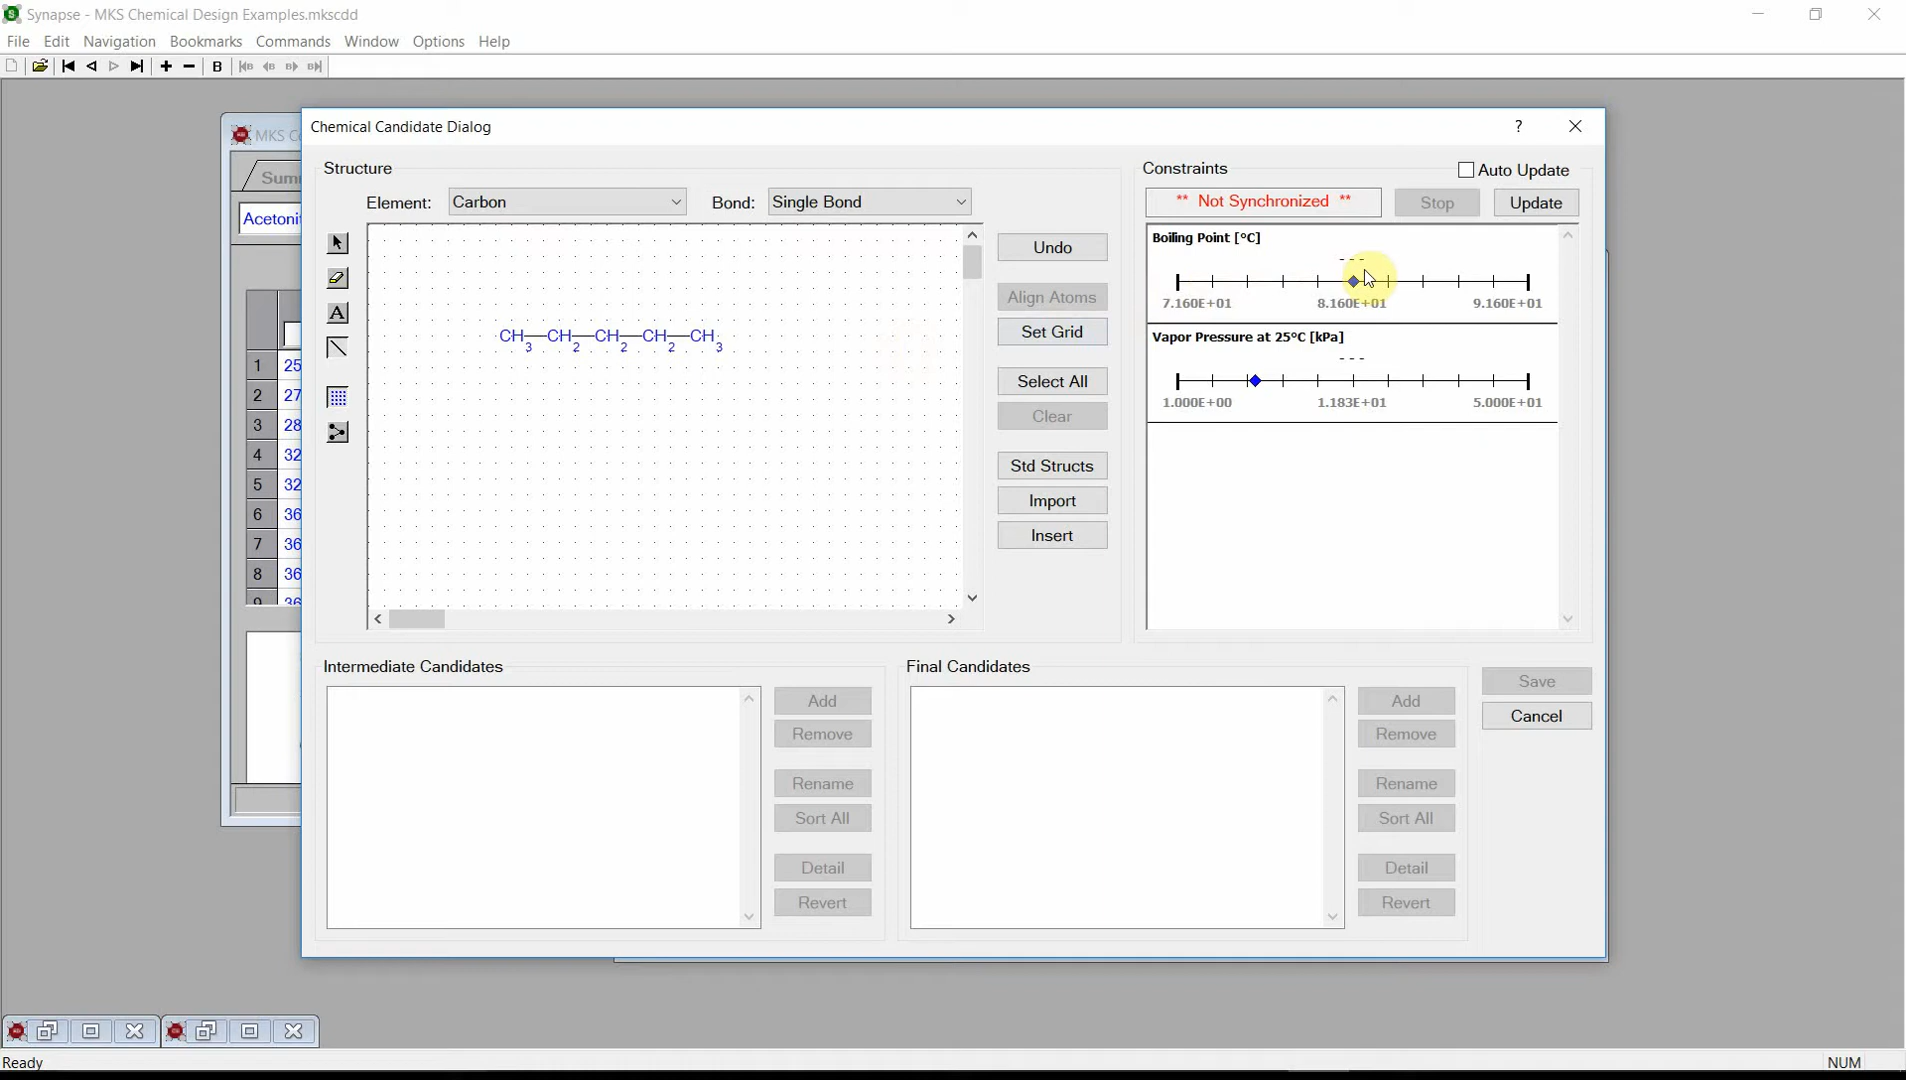 Synapse - MKS Chemical Design Examples.mkscdd
File Edit Navigation Bookmarks Commands Window Options Help
B
Chemical Candidate Dialog ?
MKS
Structure
Element: Carbon Bond: Single Bond
A
CH3—CH2—CH2—CH2—CH3
Undo
Align Atoms
Set Grid
Select All
Clear
Std Structs
Import
Insert
Constraints
Auto Update
** Not Synchronized ** Stop Update
Boiling Point [°C]
- - -
7.160E+01 8.160E+01 9.160E+01
Vapor Pressure at 25°C [kPa]
- - -
1.000E+00 1.183E+01 5.000E+01
1 25
2 27
3 28
4 32
5 32
6 36
7 36
8 36
9 36
Intermediate Candidates
Add
Remove
Rename
Sort All
Detail
Revert
Final Candidates
Add
Remove
Rename
Sort All
Detail
Revert
Save
Cancel
Ready NUM